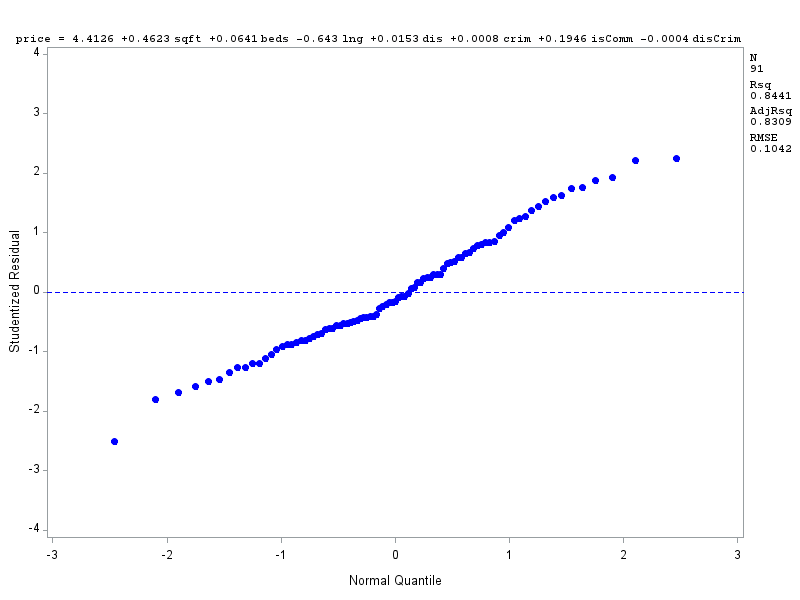 price = 4.4126 +0.4623 sqft +0.0641 beds -0.643 lng +0.0153 dis +0.0008 crim +0.1946 isComm -0.0004 disCrim
N
91
Rsq
0.8441
AdjRsq
0.8309
RMSE
0.1042
4
3
2
1
0
-1
-2
-3
-4
Studentized Residual
-3 -2 -1 0 1 2 3
Normal Quantile